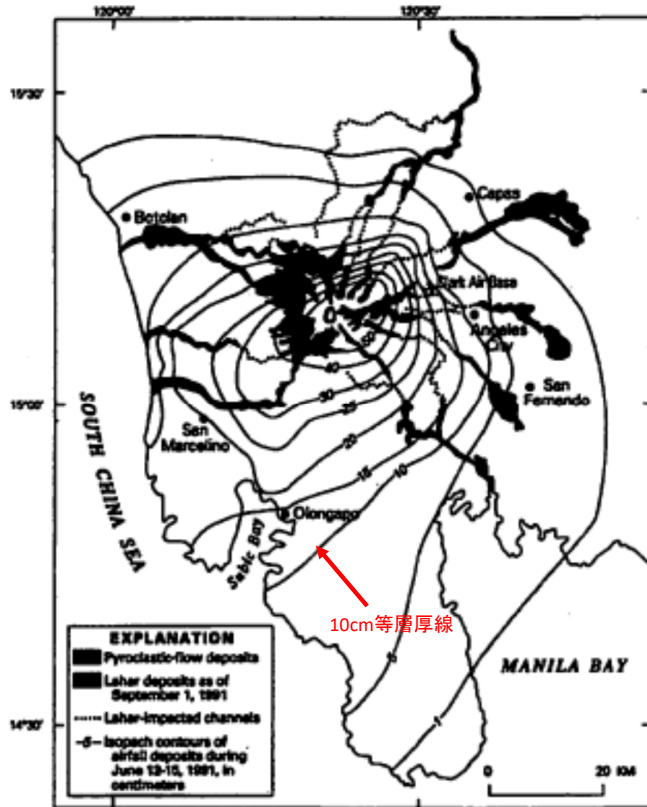 120°00'
120°30'
15°30'
Botolan
Capas
Clark Air Base
Angeles
City
San
Fernando
15°00'
San
Marcelino
SOUTH CHINA SEA
Subic Bay
Olongapo
50
40
30
25
20
15
10
5
1
10cm等層厚線
MANILA BAY
14°30'
EXPLANATION
Pyroclastic-flow deposits
Lahar deposits as of
September 1, 1991
Lahar-impacted channels
—5— Isopach contours of
airfall deposits during
June 12-15, 1991, in
centimeters
0 20 KM